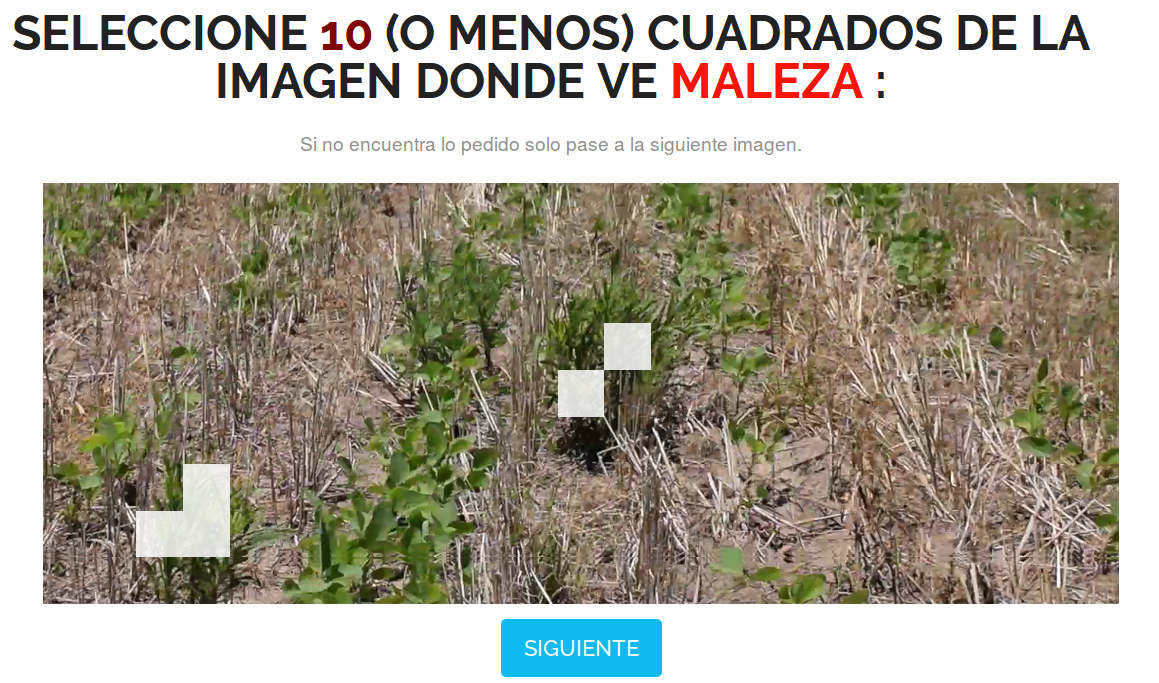 SELECCIONE 10 (O MENOS) CUADRADOS DE LA
IMAGEN DONDE VE MALEZA :
Si no encuentra lo pedido solo pase a la siguiente imagen.
SIGUIENTE